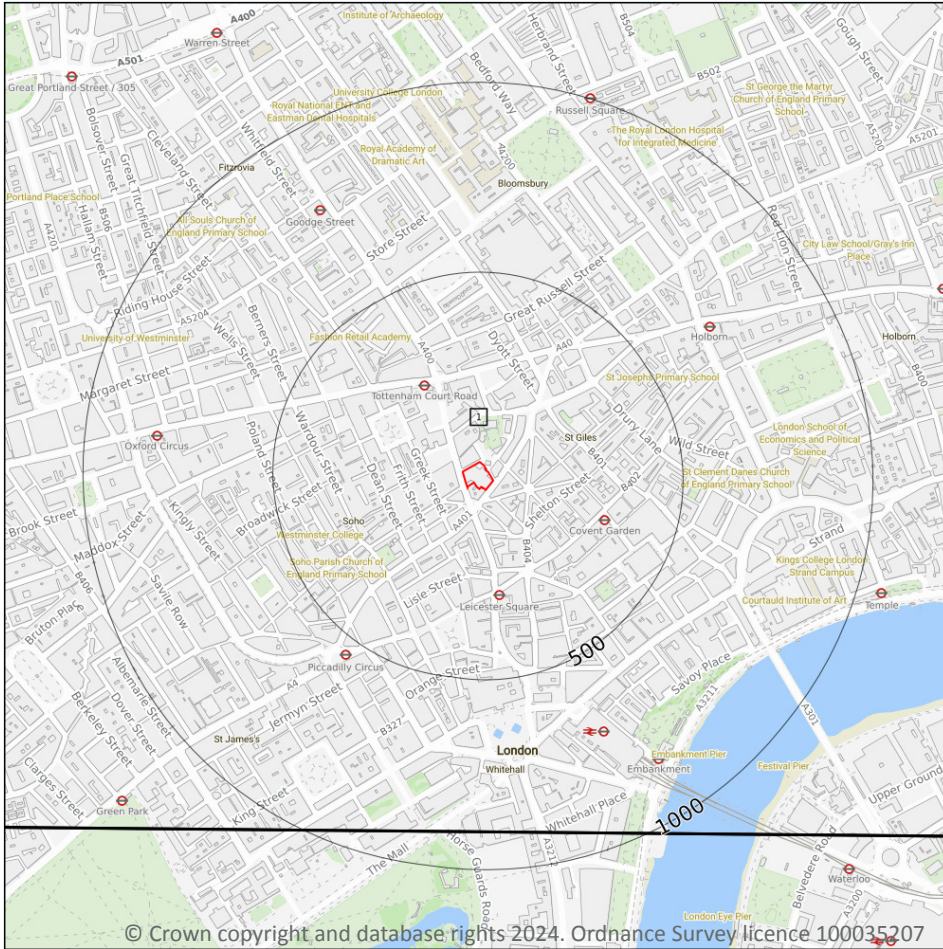 Institute of Archaeology
A400
Warren Street
A501
Great Portland Street / 305
B504
Herbrand Street
Bedford Way
Gough Street
B502
University College London
Royal National ENT and
Eastman Dental Hospitals
Russell Square
St George the Martyr
Church of England Primary
School
A5201
A5200
Bolsover Street
Cleveland Street
Whitfield Street
Great Titchfield Street
Fitzrovia
Royal Academy of
Dramatic Art
A4200
The Royal London Hospital
for Integrated Medicine
Bloomsbury
Portland Place School
B506
Hallam Street
A4201
All Souls Church of
England Primary School
Goodge Street
Store Street
Red Lion Street
City Law School/Gray's Inn
Place
Riding House Street
A5204
Wells Street
Berners Street
Great Russell Street
University of Westminster
Fashion Retail Academy
A400
Dyott Street
A40
Holborn
Holborn
B400
Margaret Street
Tottenham Court Road
St Josephs Primary School
1
Oxford Circus
Poland Street
Wardour Street
Dean Street
Frith Street
Greek Street
St Giles
Drury Lane
B401
Wild Street
London School of
Economics and Political
Science
B402
St Clement Danes Church
of England Primary School
Brook Street
Maddox Street
Kingly Street
Broadwick Street
Soho
Westminster College
A401
Shelton Street
Covent Garden
Strand
Soho Parish Church of
England Primary School
B404
Kings College London
Strand Campus
B406
Savile Row
Lisle Street
Leicester Square
Courtauld Institute of Art
Temple
Bruton Place
Albemarle Street
Dover Street
Berkeley Street
Piccadilly Circus
500
Orange Street
Savoy Place
A3211
A301
A4
Jermyn Street
B327
St James's
London
Whitehall
Embankment Pier
Embankment
Festival Pier
Clarges Street
Green Park
King Street
Whitehall Place
1000
Upper Ground
The Mall
Horse Guards Road
A3212
Belvedere Road
Waterloo
A3200
London Eye Pier
© Crown copyright and database rights 2024. Ordnance Survey licence 100035207